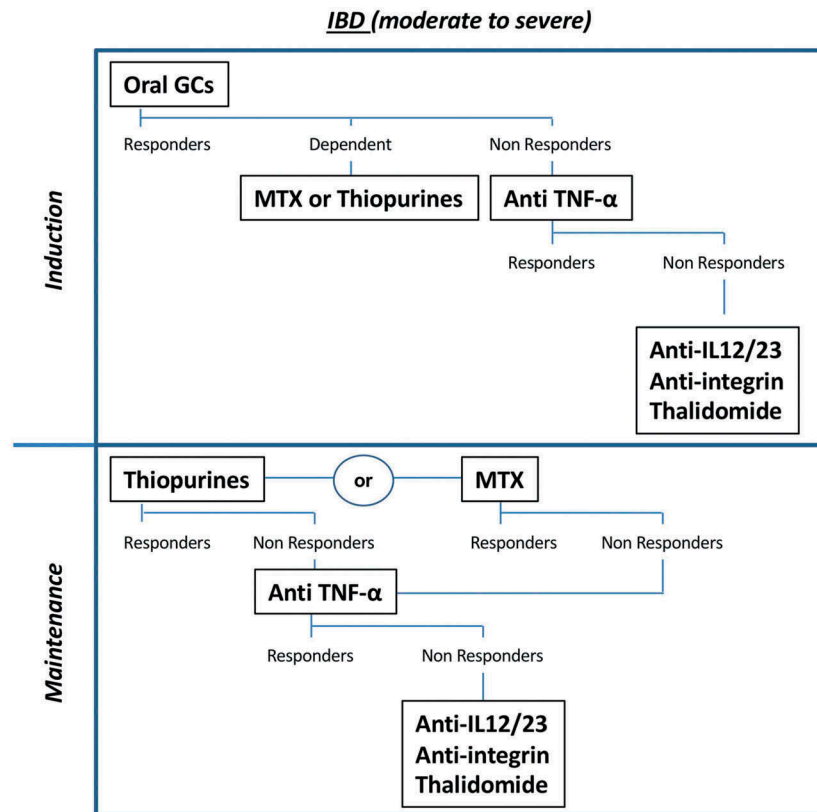 IBD (moderate to severe)
Induction
Oral GCs
Responders
Dependent
Non Responders
MTX or Thiopurines
Anti TNF-α
Responders
Non Responders
Anti-IL12/23
Anti-integrin
Thalidomide
Maintenance
Thiopurines
or
MTX
Responders
Non Responders
Responders
Non Responders
Anti TNF-α
Responders
Non Responders
Anti-IL12/23
Anti-integrin
Thalidomide